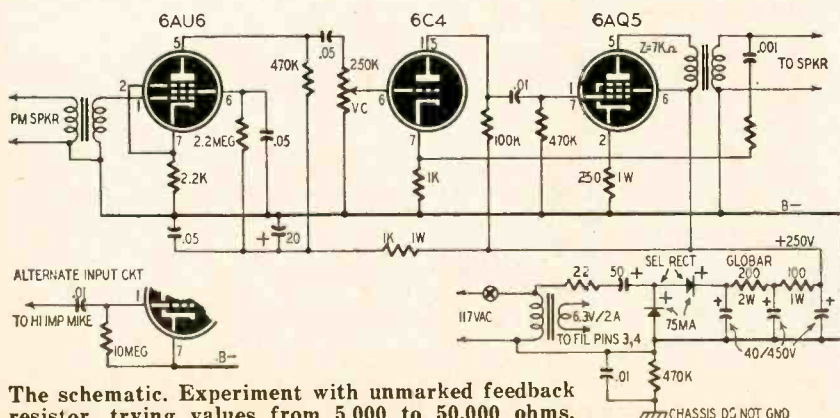 6AU6
6C4
6AQ5
5
.05
1 5
5
Z=7KΩ
.001
TO SPKR
470K
250K
.01
2
1
6
6
1
7
6
PM SPKR
VC
2.2MEG
.05
100K
470K
7
7
2
2.2K
1K
250 1W
B-
.05
+ 20
1K 1W
+250V
ALTERNATE INPUT CKT
.01
1
TO HI IMP MIKE
10MEG
7
B-
22
50
+
SEL RECT
+
GLOBAR
200
100
2W
1W
117VAC
6.3V/2A
TO FIL PINS 3,4
+
75MA
+
+
+
40/450V
.01
470K
CHASSIS DO NOT GND
The schematic. Experiment with unmarked feedback
resistor, trying values from 5,000 to 50,000 ohms.